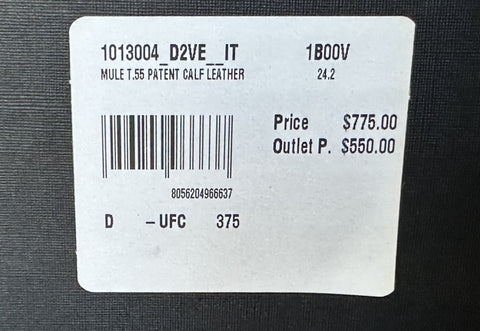 1013004_D2VE__IT 1B00V
MULE T.55 PATENT CALF LEATHER 24.2
Price $775.00
Outlet P. $550.00
8056204966637
D – UFC 375